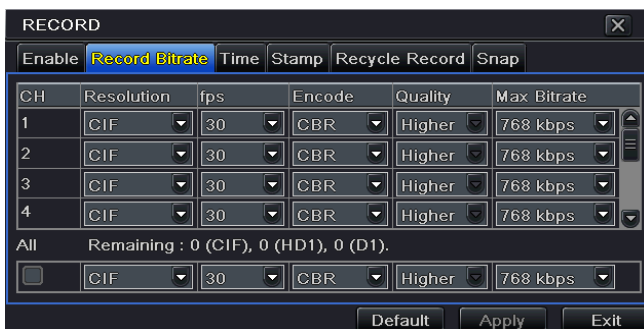 RECORD
Enable Record Bitrate Time Stamp Recycle Record Snap
CH Resolution fps Encode Quality Max Bitrate
1 CIF 30 CBR Higher 768 kbps
2 CIF 30 CBR Higher 768 kbps
3 CIF 30 CBR Higher 768 kbps
4 CIF 30 CBR Higher 768 kbps
All Remaining : 0 (CIF), 0 (HD1), 0 (D1).
CIF 30 CBR Higher 768 kbps
Default Apply Exit